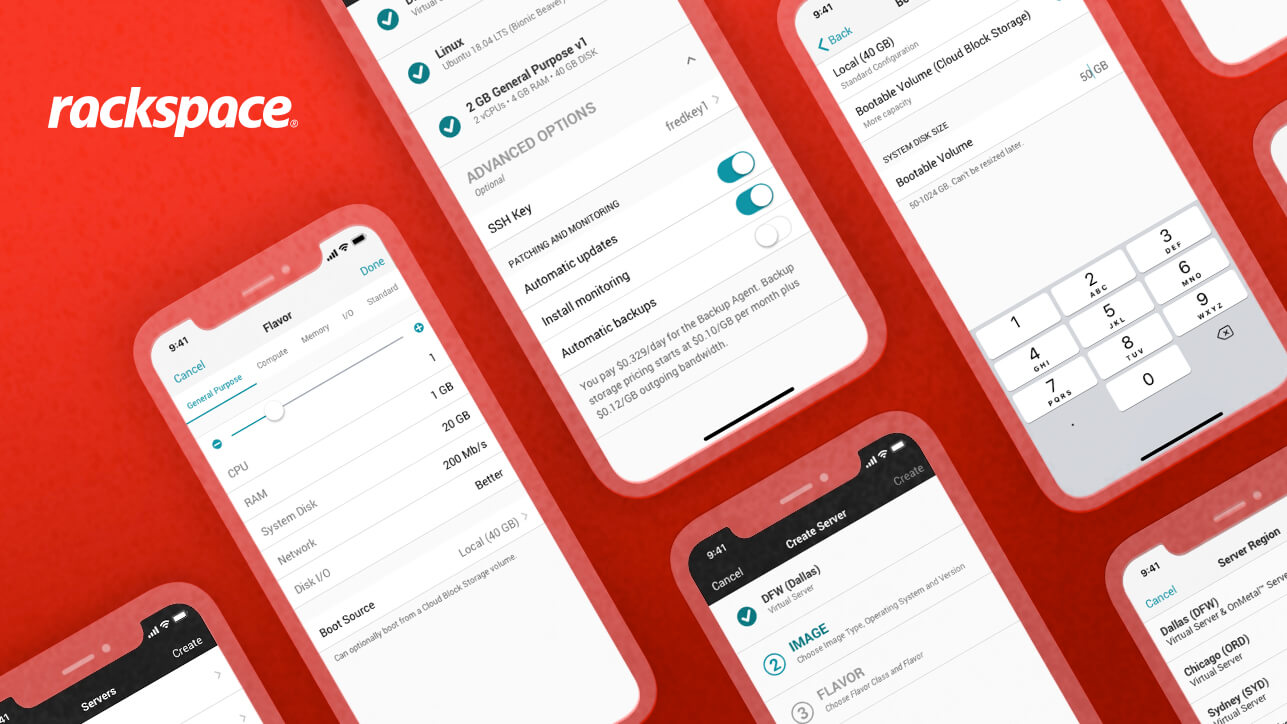 rackspace®
Virtual Server
Linux
Ubuntu 18.04 LTS (Bionic Beaver)
2 GB General Purpose v1
2 vCPUs • 4 GB RAM • 40 GB DISK
ADVANCED OPTIONS
Optional
SSH Key
fredkey1
PATCHING AND MONITORING
Automatic updates
Install monitoring
Automatic backups
You pay $0.329/day for the Backup Agent. Backup
storage pricing starts at $0.10/GB per month plus
$0.12/GB outgoing bandwidth.
9:41
Back
Local (40 GB)
Standard Configuration
Bootable Volume (Cloud Block Storage)
More capacity
SYSTEM DISK SIZE
Bootable Volume
50 GB
50-1024 GB. Can't be resized later.
1
2
ABC
3
DEF
4
GHI
5
JKL
6
MNO
7
PQRS
8
TUV
9
WXYZ
.
0
9:41
Cancel
Flavor
Done
General Purpose
Compute
Memory
I/O
Standard
CPU
1
RAM
1 GB
System Disk
20 GB
Network
200 Mb/s
Disk I/O
Better
Boot Source
Local (40 GB)
Can optionally boot from a Cloud Block Storage volume.
9:41
Servers
Create
9:41
Cancel
Create Server
Create
DFW (Dallas)
Virtual Server
2
IMAGE
Choose Image Type, Operating System and Version
3
FLAVOR
Choose Flavor Class and Flavor
9:41
Cancel
Server Region
Dallas (DFW)
Virtual Server & OnMetal™
Chicago (ORD)
Virtual Server
Sydney (SYD)
Virtual Server